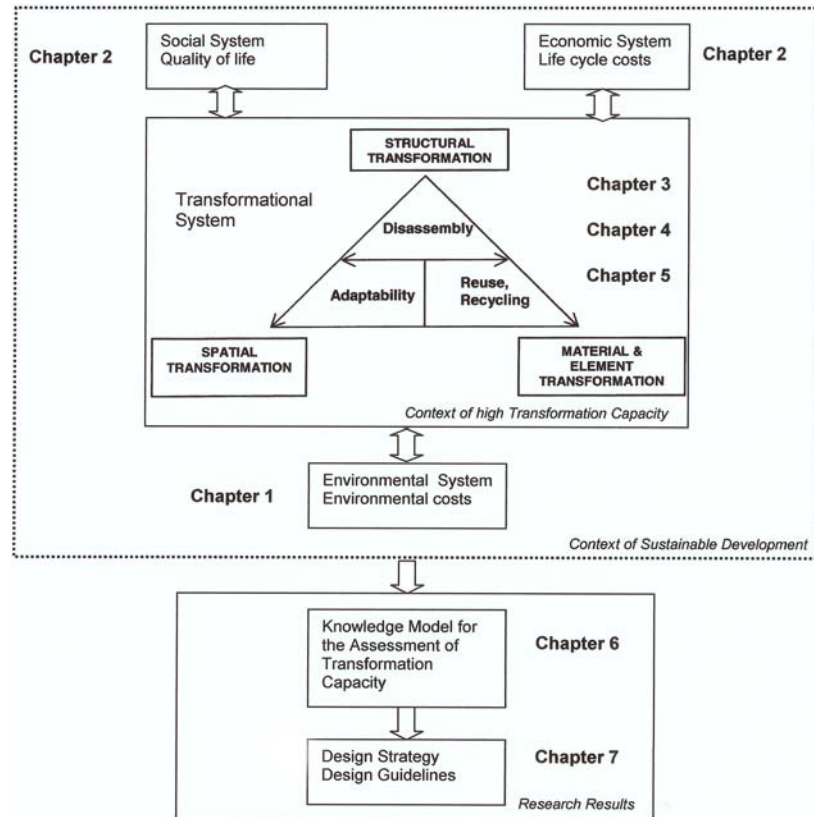 Chapter 2
Social System
Quality of life
Economic System
Life cycle costs
Chapter 2
STRUCTURAL
TRANSFORMATION
Transformational
System
Chapter 3
Disassembly
Chapter 4
Chapter 5
Adaptability
Reuse,
Recycling
SPATIAL
TRANSFORMATION
MATERIAL &
ELEMENT
TRANSFORMATION
Context of high Transformation Capacity
Chapter 1
Environmental System
Environmental costs
Context of Sustainable Development
Knowledge Model for
the Assessment of
Transformation
Capacity
Chapter 6
Design Strategy
Design Guidelines
Chapter 7
Research Results